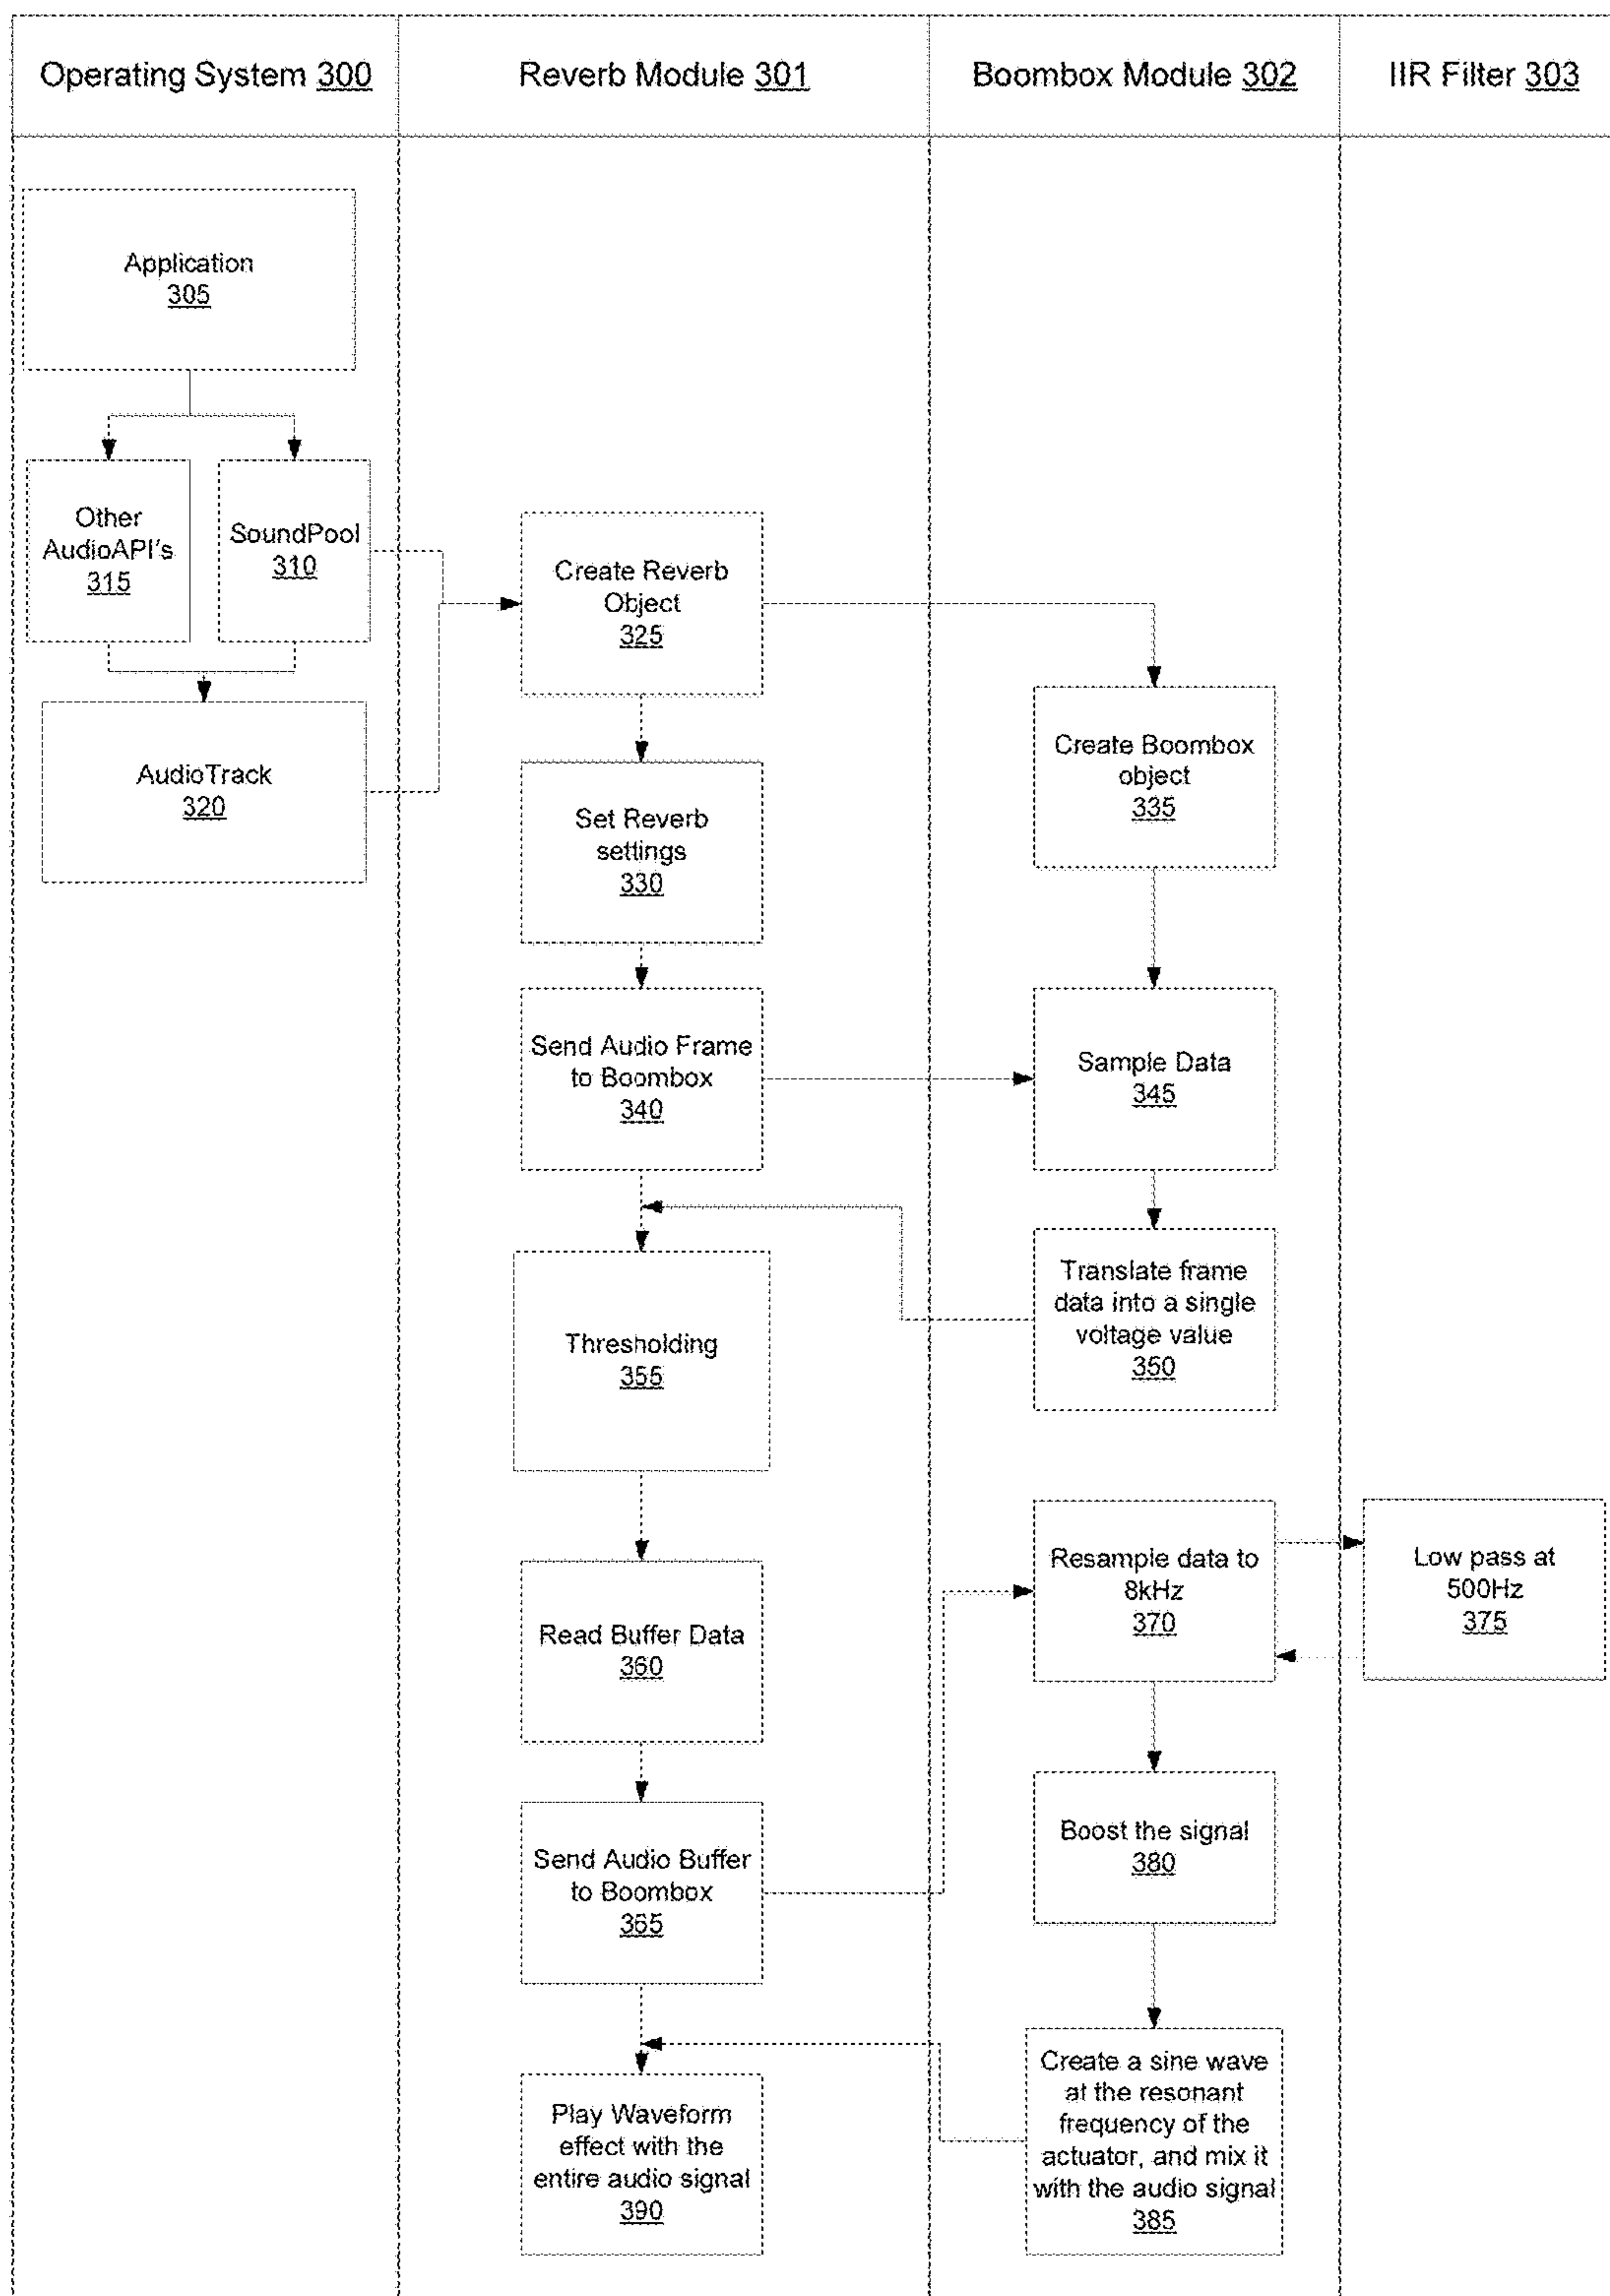 Operating System 300
Reverb Module 301
Boombox Module 302
IIR Filter 303
Application
305
Other
AudioAPI's
315
SoundPool
310
AudioTrack
320
Create Reverb
Object
325
Set Reverb
settings
330
Create Boombox
object
335
Send Audio Frame
to Boombox
340
Sample Data
345
Translate frame
data into a single
voltage value
350
Thresholding
355
Read Buffer Data
360
Send Audio Buffer
to Boombox
365
Resample data to
8kHz
370
Low pass at
500Hz
375
Boost the signal
380
Create a sine wave
at the resonant
frequency of the
actuator, and mix it
with the audio signal
385
Play Waveform
effect with the
entire audio signal
390